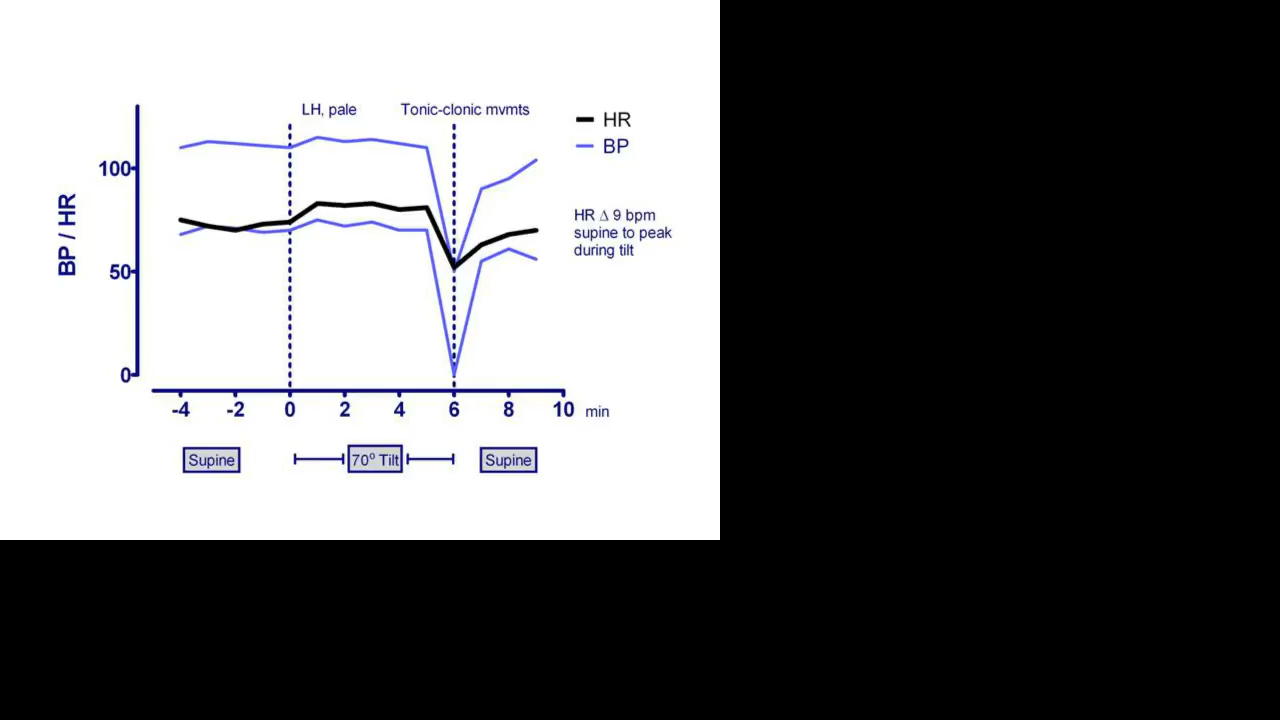 LH, pale
Tonic-clonic mvmts
HR
BP
BP / HR
100
50
0
HR Δ 9 bpm
supine to peak
during tilt
-4 -2 0 2 4 6 8 10 min
Supine
70º Tilt
Supine